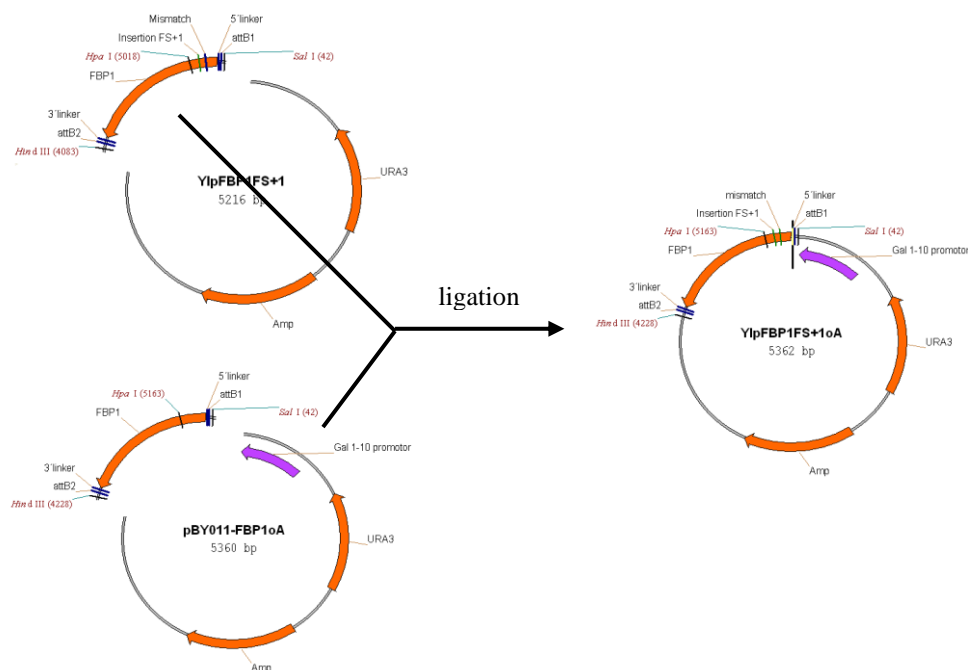 Mismatch
5´linker
Insertion FS+1
attB1
Hpa I (5018)
Sal I (42)
FBP1
3´linker
attB2
Hin d III (4083)
URA3
YIpFBP1FS+1
5216 bp
Amp
ligation
mismatch
5´linker
Insertion FS+1
attB1
Hpa I (5163)
Sal I (42)
FBP1
Gal 1-10 promotor
3´linker
attB2
Hin d III (4228)
YIpFBP1FS+1oA
5362 bp
URA3
Amp
5´linker
Hpa I (5163)
attB1
FBP1
Sal I (42)
Gal 1-10 promotor
3´linker
attB2
Hin d III (4228)
pBY011-FBP1oA
5360 bp
URA3
Amp